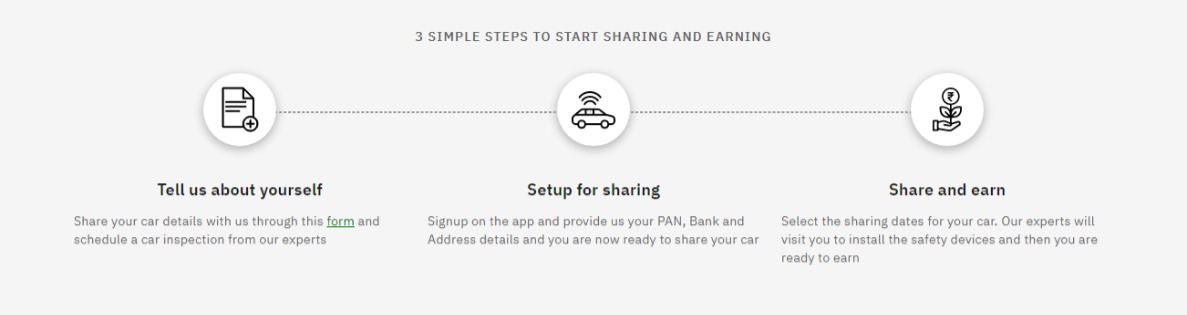 3 SIMPLE STEPS TO START SHARING AND EARNING
₹
Tell us about yourself
Share your car details with us through this form and
schedule a car inspection from our experts
Setup for sharing
Signup on the app and provide us your PAN, Bank and
Address details and you are now ready to share your car
Share and earn
Select the sharing dates for your car. Our experts will
visit you to install the safety devices and then you are
ready to earn